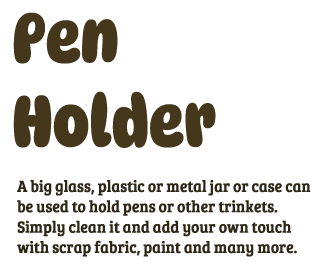 Pen
Holder
A big glass, plastic or metal jar or case can
be used to hold pens or other trinkets.
Simply clean it and add your own touch
with scrap fabric, paint and many more.